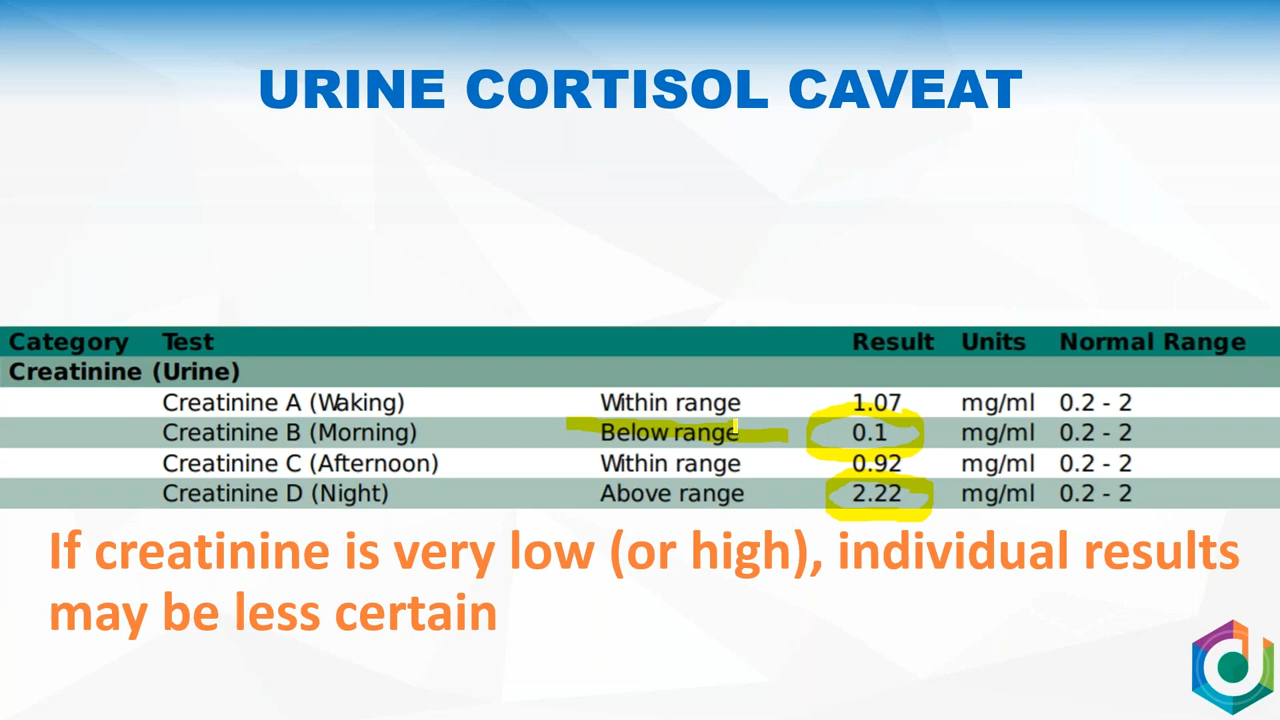 URINE CORTISOL CAVEAT
Category Test Result Units Normal Range
Creatinine (Urine)
Creatinine A (Waking) Within range 1.07 mg/ml 0.2 - 2
Creatinine B (Morning) Below range 0.1 mg/ml 0.2 - 2
Creatinine C (Afternoon) Within range 0.92 mg/ml 0.2 - 2
Creatinine D (Night) Above range 2.22 mg/ml 0.2 - 2
If creatinine is very low (or high), individual results
may be less certain